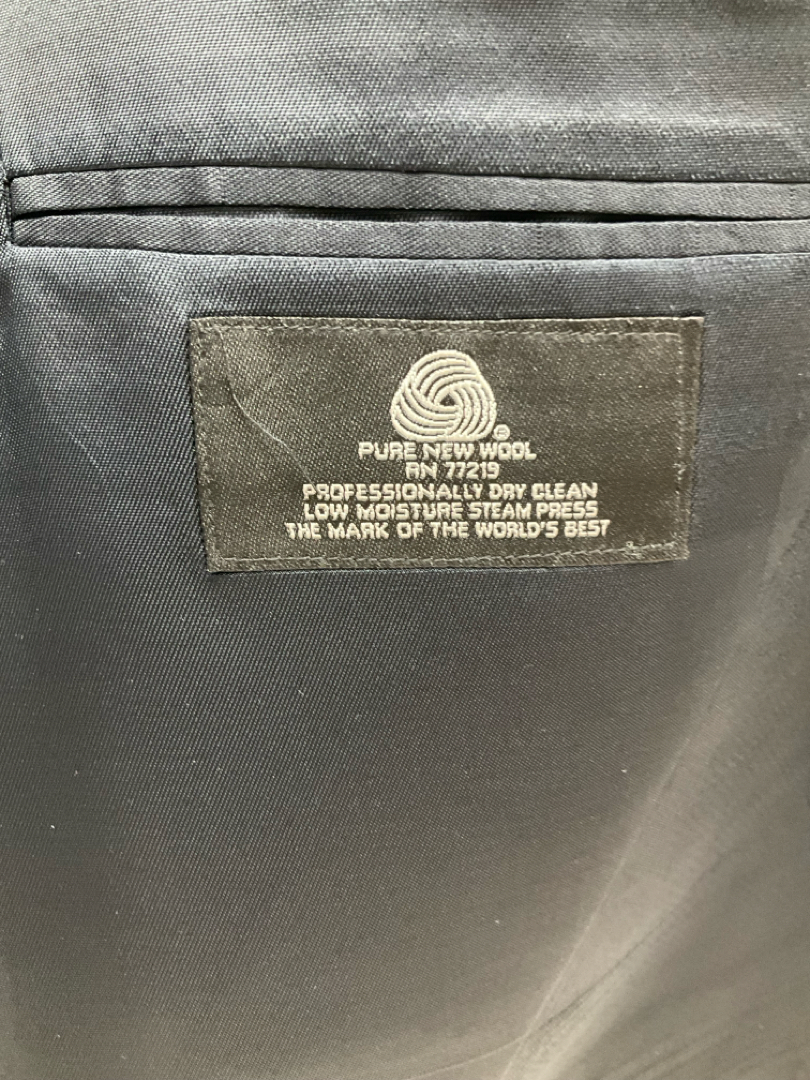 PURE NEW WOOL
RN 77219
PROFESSIONALLY DRY CLEAN
LOW MOISTURE STEAM PRESS
THE MARK OF THE WORLD'S BEST